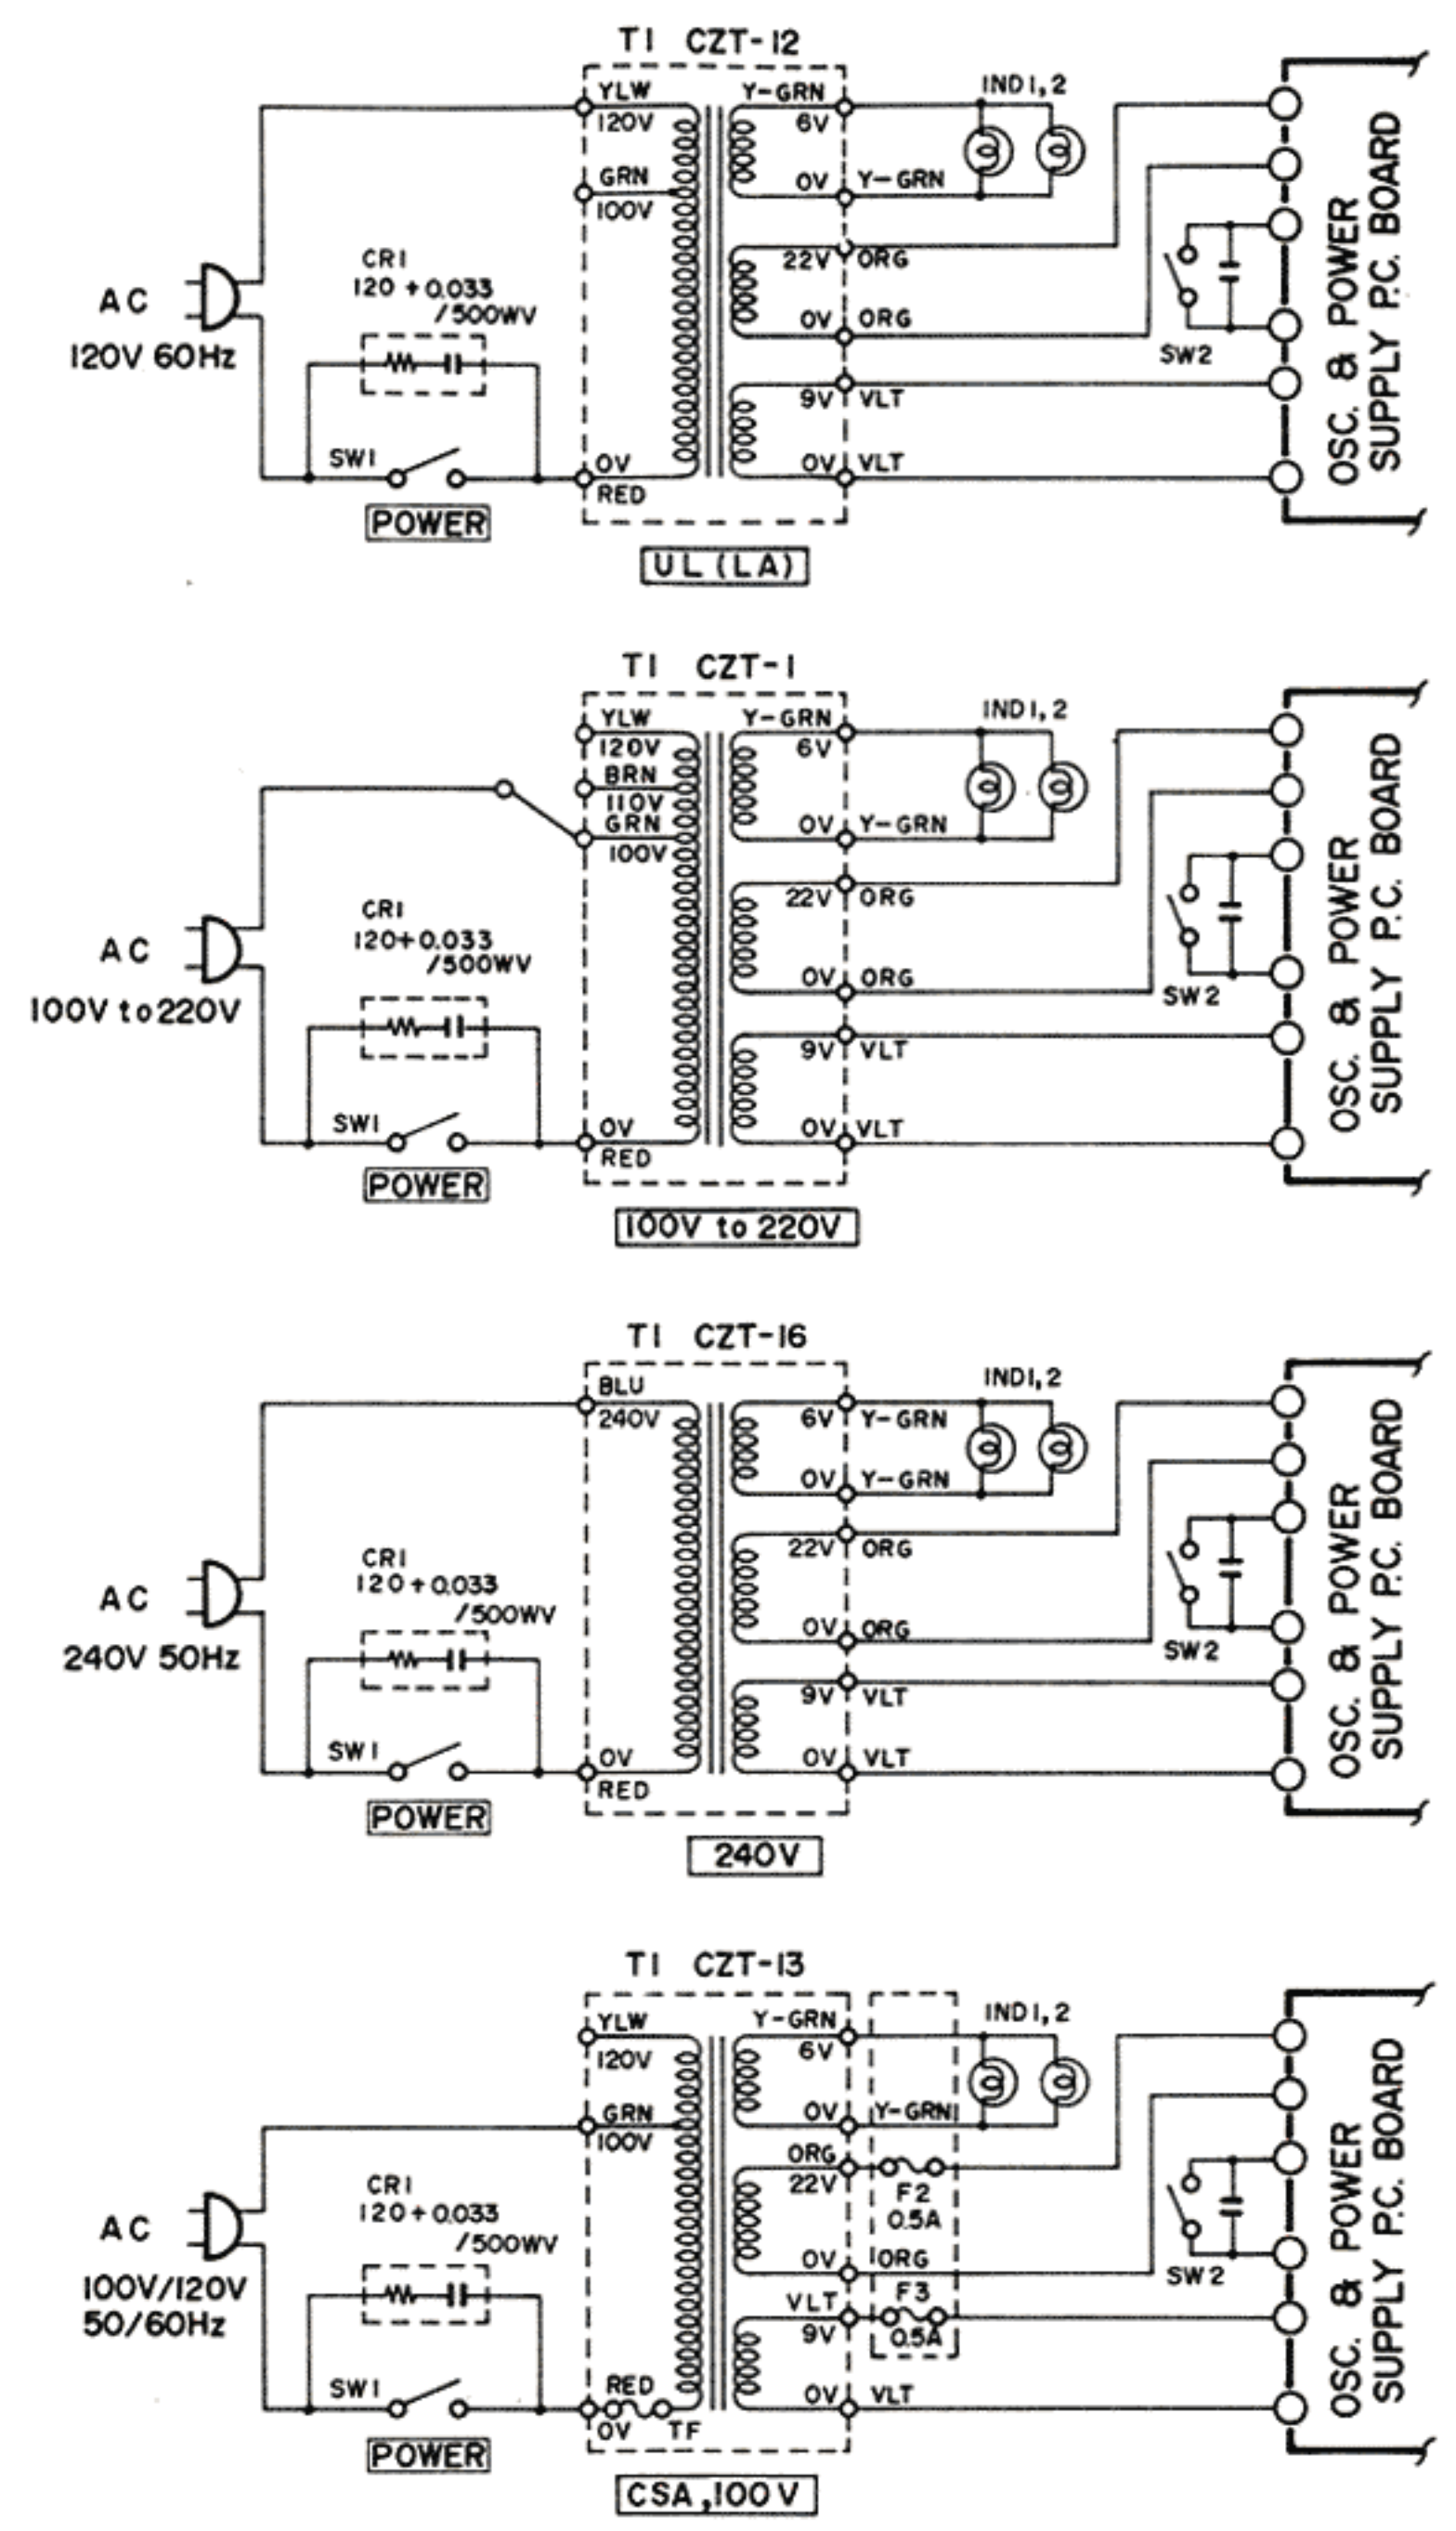 T1 CZT-12
YLW
120V
GRN
100V
Y-GRN
6V
0V Y-GRN
IND1,2
22V ORG
0V ORG
9V VLT
0V VLT
CR1
120+0.033
/500WV
AC
120V 60Hz
SW1
POWER
0V
RED
SW2
OSC. & POWER
SUPPLY P.C. BOARD
UL(LA)
T1 CZT-1
YLW
120V
BRN
110V
GRN
100V
Y-GRN
6V
0V Y-GRN
IND1,2
22V ORG
0V ORG
9V VLT
0V VLT
CR1
120+0.033
/500WV
AC
100V to 220V
SW1
POWER
0V
RED
SW2
OSC. & POWER
SUPPLY P.C. BOARD
100V to 220V
T1 CZT-16
BLU
240V
6V Y-GRN
0V Y-GRN
IND1,2
22V ORG
0V ORG
9V VLT
0V VLT
CR1
120+0.033
/500WV
AC
240V 50Hz
SW1
POWER
0V
RED
SW2
OSC. & POWER
SUPPLY P.C. BOARD
240V
T1 CZT-13
YLW
120V
GRN
100V
Y-GRN
6V
0V Y-GRN
IND1,2
ORG
22V
F2
0.5A
0V ORG
VLT
9V
F3
0.5A
0V VLT
CR1
120+0.033
/500WV
AC
100V/120V
50/60Hz
SW1
POWER
RED
0V TF
SW2
OSC. & POWER
SUPPLY P.C. BOARD
CSA,100V